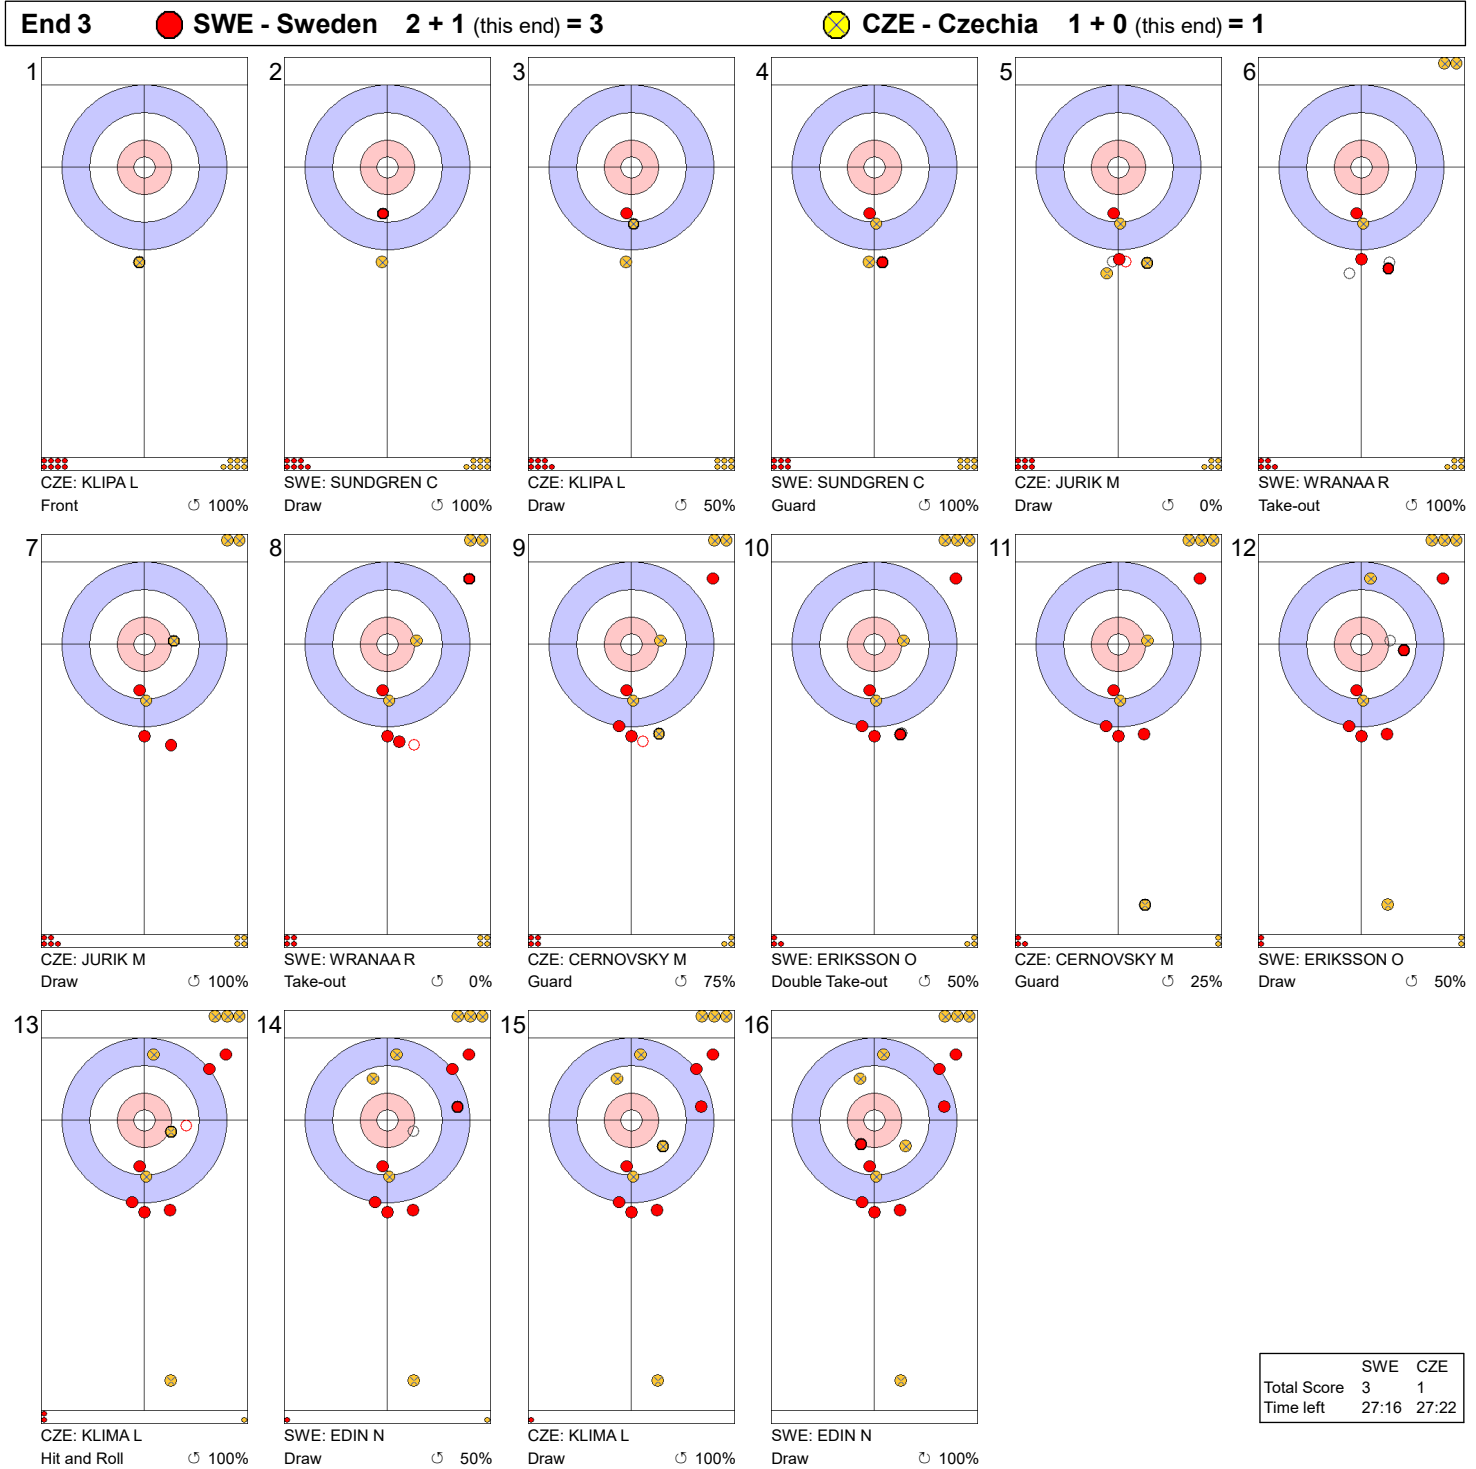 End 3 SWE - Sweden 2 + 1 (this end) = 3 CZE - Czechia 1 + 0 (this end) = 1
1 2 3 4 5 6
CZE: KLIPA L SWE: SUNDGREN C CZE: KLIPA L SWE: SUNDGREN C CZE: JURIK M SWE: WRANAA R
Front ↺ 100% Draw ↺ 100% Draw ↺ 50% Guard ↺ 100% Draw ↺ 0% Take-out ↺ 100%
7 8 9 10 11 12
CZE: JURIK M SWE: WRANAA R CZE: CERNOVSKY M SWE: ERIKSSON O CZE: CERNOVSKY M SWE: ERIKSSON O
Draw ↺ 100% Take-out ↺ 0% Guard ↺ 75% Double Take-out ↺ 50% Guard ↺ 25% Draw ↺ 50%
13 14 15 16
CZE: KLIMA L SWE: EDIN N CZE: KLIMA L SWE: EDIN N
Hit and Roll ↺ 100% Draw ↺ 50% Draw ↺ 100% Draw ↻ 100%
SWE CZE
Total Score 3 1
Time left 27:16 27:22